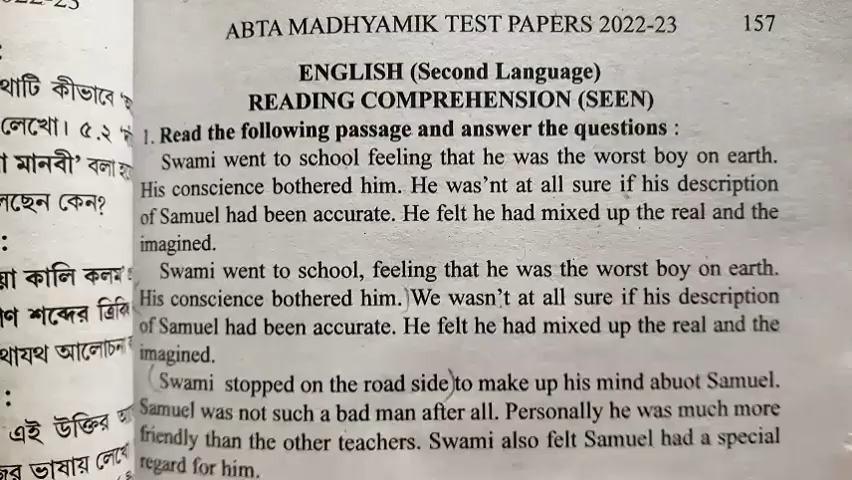 থাটি কীভাবে
লেখো। ৫.২
মানবী' বলা
কেন?
:
কালি কলম
শব্দের
আলোচনা
:
এই উক্তির
ভাষায় লেখো
ABTA MADHYAMIK TEST PAPERS 2022-23 157
ENGLISH (Second Language)
READING COMPREHENSION (SEEN)
1. Read the following passage and answer the questions :
Swami went to school feeling that he was the worst boy on earth.
His conscience bothered him. He was'nt at all sure if his description
of Samuel had been accurate. He felt he had mixed up the real and the
imagined.
Swami went to school, feeling that he was the worst boy on earth.
His conscience bothered him. We wasn't at all sure if his description
of Samuel had been accurate. He felt he had mixed up the real and the
imagined.
Swami stopped on the road side to make up his mind abuot Samuel.
Samuel was not such a bad man after all. Personally he was much more
friendly than the other teachers. Swami also felt Samuel had a special
regard for him.